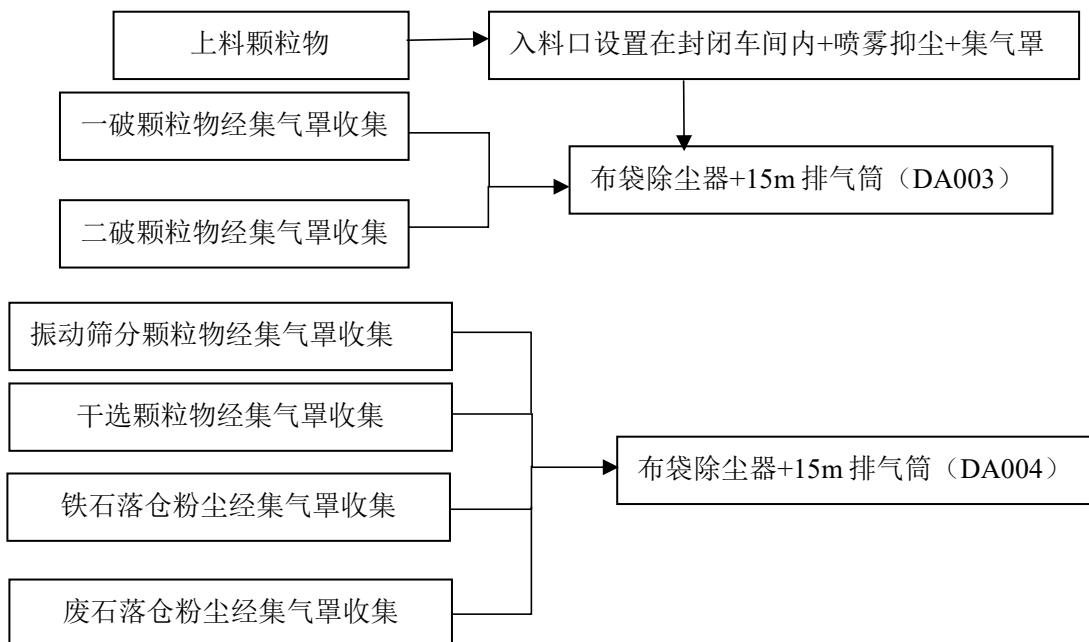 上料颗粒物
入料口设置在封闭车间内+喷雾抑尘+集气罩
一破颗粒物经集气罩收集
布袋除尘器+15m 排气筒（DA003）
二破颗粒物经集气罩收集
振动筛分颗粒物经集气罩收集
干选颗粒物经集气罩收集
布袋除尘器+15m 排气筒（DA004）
铁石落仓粉尘经集气罩收集
废石落仓粉尘经集气罩收集